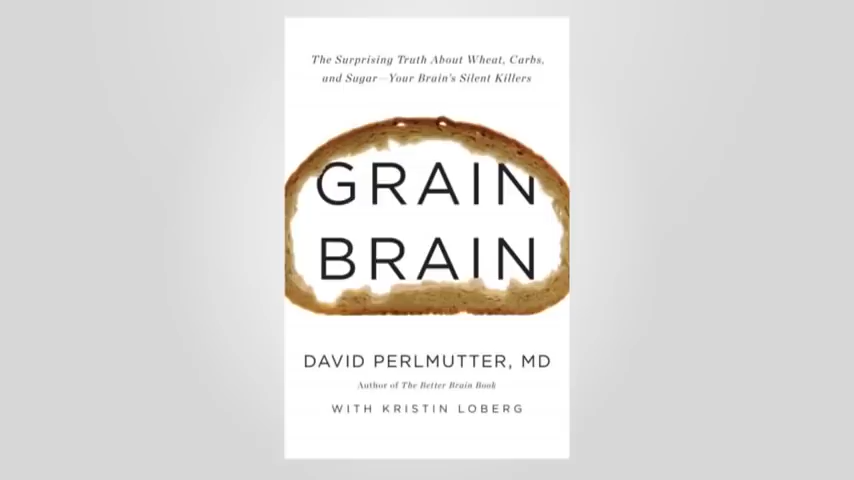 The Surprising Truth About Wheat, Carbs,
and Sugar—Your Brain's Silent Killers
GRAIN
BRAIN
DAVID PERLMUTTER, MD
Author of The Better Brain Book
WITH KRISTIN LOBERG